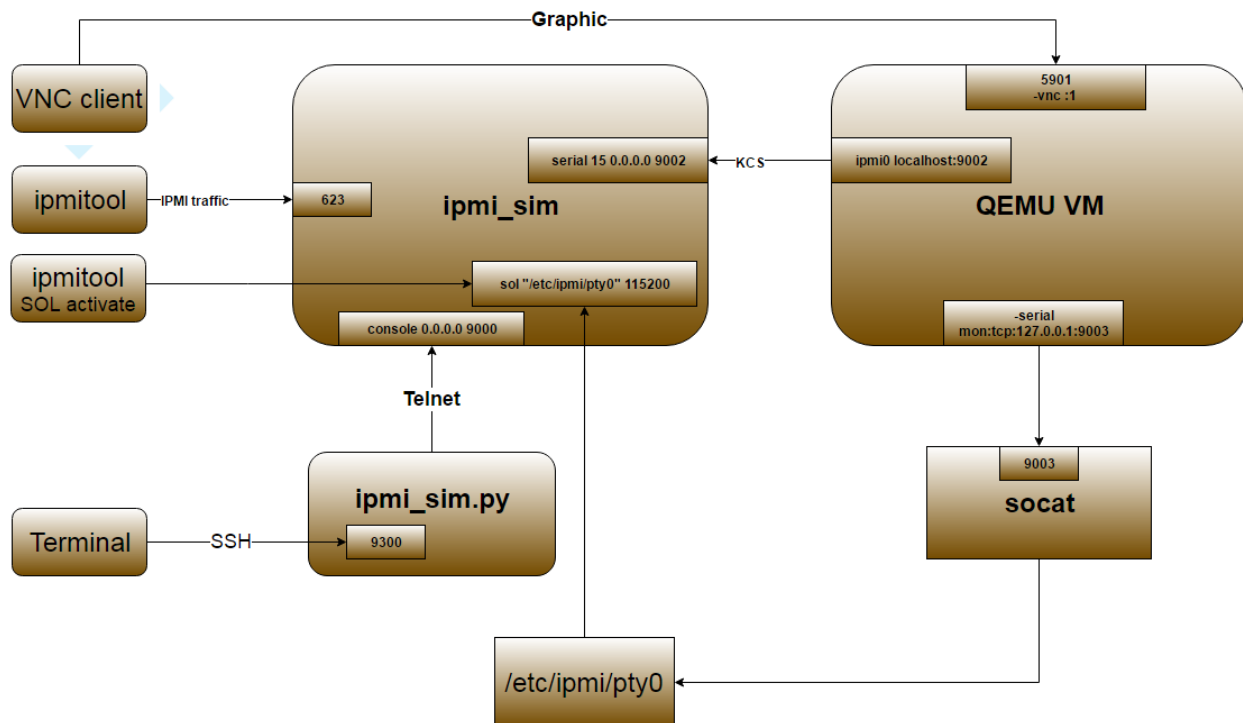 Graphic
VNC client
5901
-vnc :1
serial 15 0.0.0.0 9002
KCS
ipmi0 localhost:9002
ipmitool
IPMI traffic
623
ipmi_sim
QEMU VM
ipmitool
SOL activate
sol "/etc/ipmi/pty0" 115200
console 0.0.0.0 9000
-serial
mon:tcp:127.0.0.1:9003
Telnet
9003
socat
ipmi_sim.py
Terminal
SSH
9300
/etc/ipmi/pty0